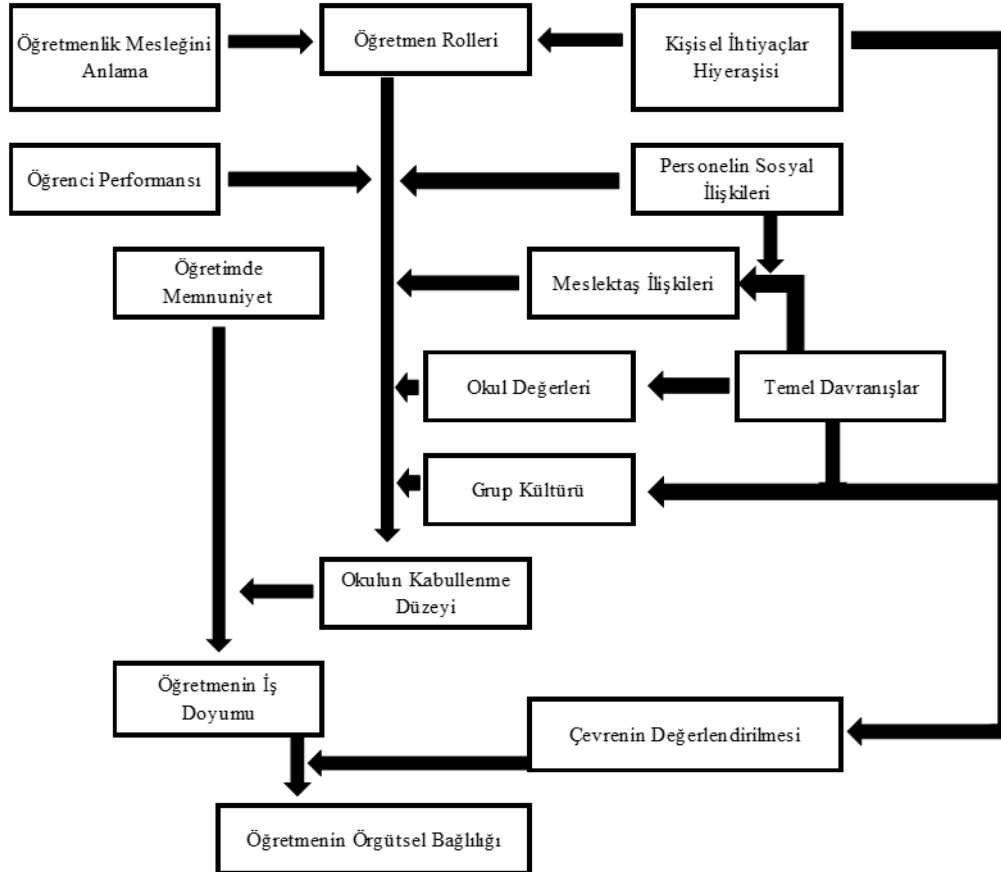 Öğretmenlik Mesleğini
Anlama
Öğretmen Rolleri
Kişisel İhtiyaçlar
Hiyeraşisi
Öğrenci Performansı
Personelin Sosyal
İlişkileri
Öğretimde
Memnuniyet
Meslektaş İlişkileri
Okul Değerleri
Temel Davranışlar
Grup Kültürü
Okulun Kabullenme
Düzeyi
Öğretmenin İş
Doyumu
Çevrenin Değerlendirilmesi
Öğretmenin Örgütsel Bağlılığı